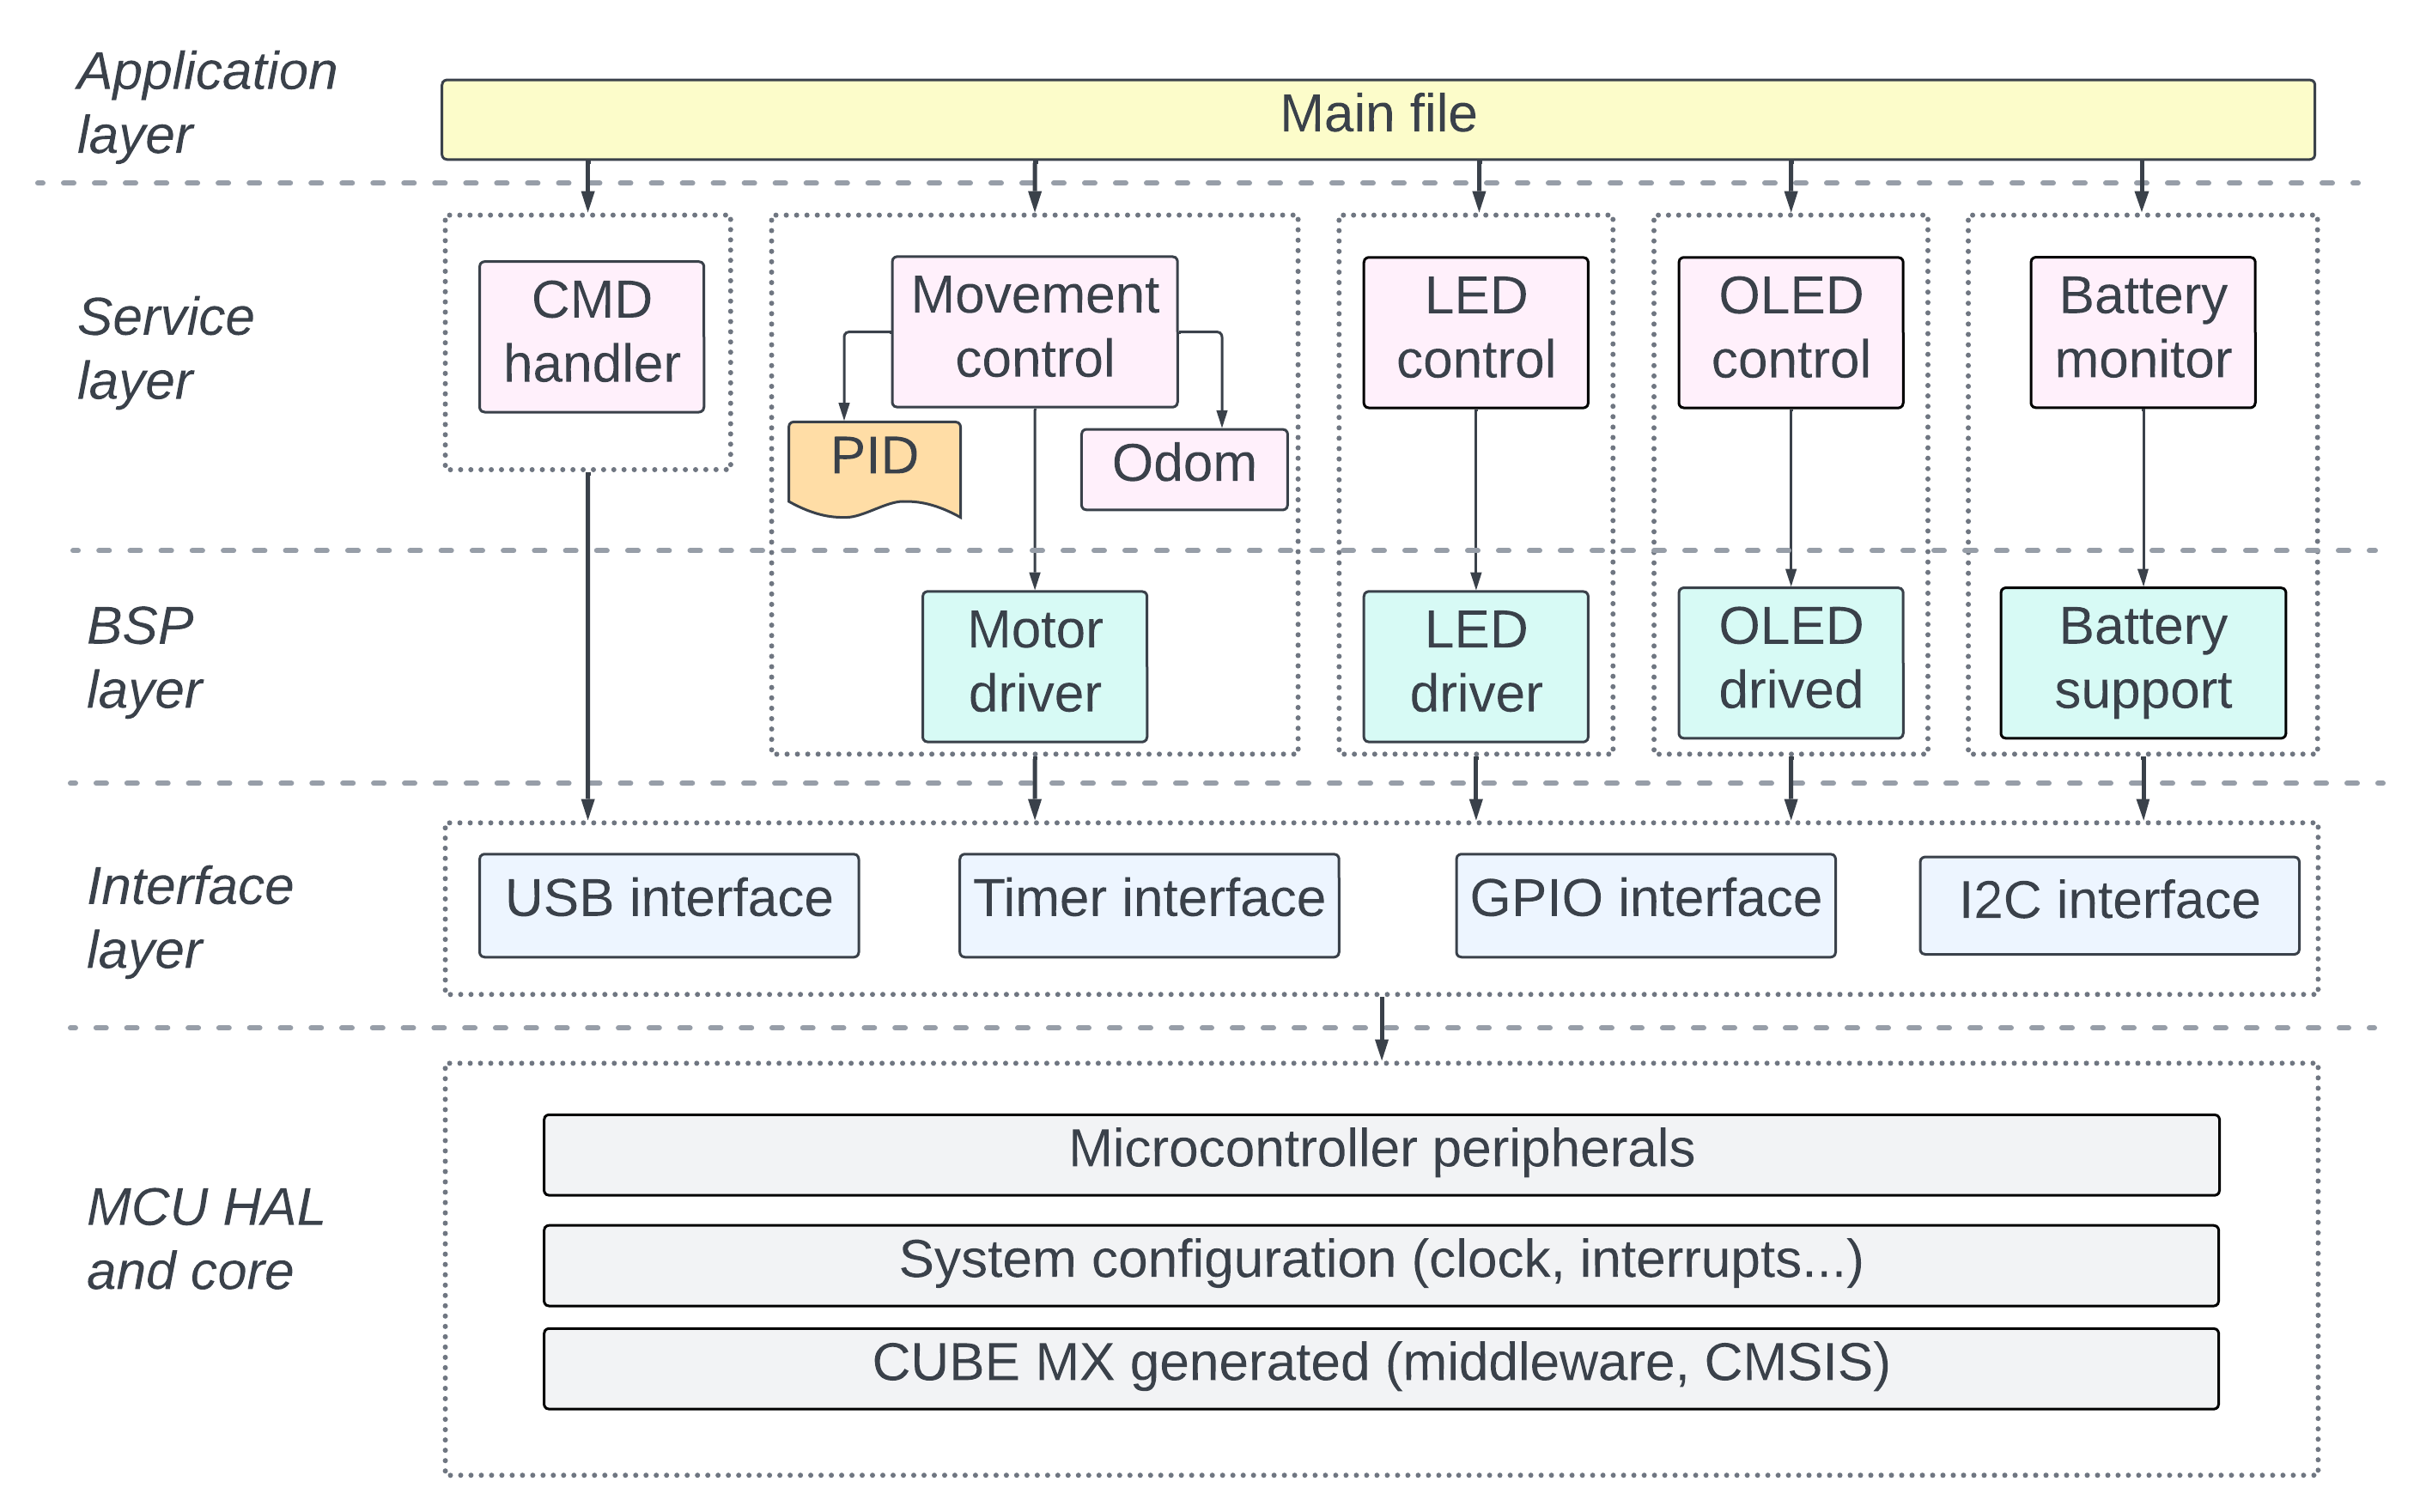 Application
layer
Main file
Service
layer
CMD
handler
Movement
control
PID
Odom
LED
control
OLED
control
Battery
monitor
BSP
layer
Motor
driver
LED
driver
OLED
drived
Battery
support
Interface
layer
USB interface
Timer interface
GPIO interface
I2C interface
MCU HAL
and core
Microcontroller peripherals
System configuration (clock, interrupts...)
CUBE MX generated (middleware, CMSIS)